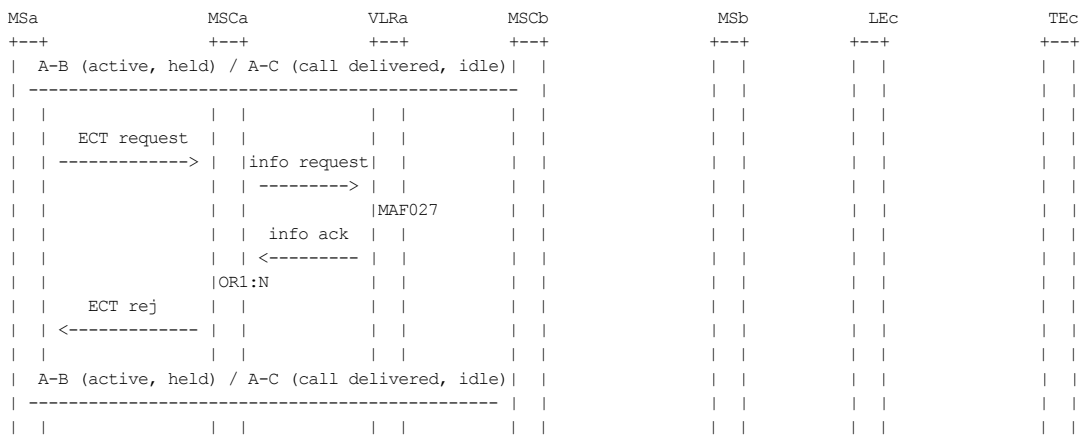 MSa MSCa VLRa MSCb MSb LEc TEc
A-B (active, held) / A-C (call delivered, idle)
ECT request
info request
MAF027
info ack
OR1:N
ECT rej
A-B (active, held) / A-C (call delivered, idle)